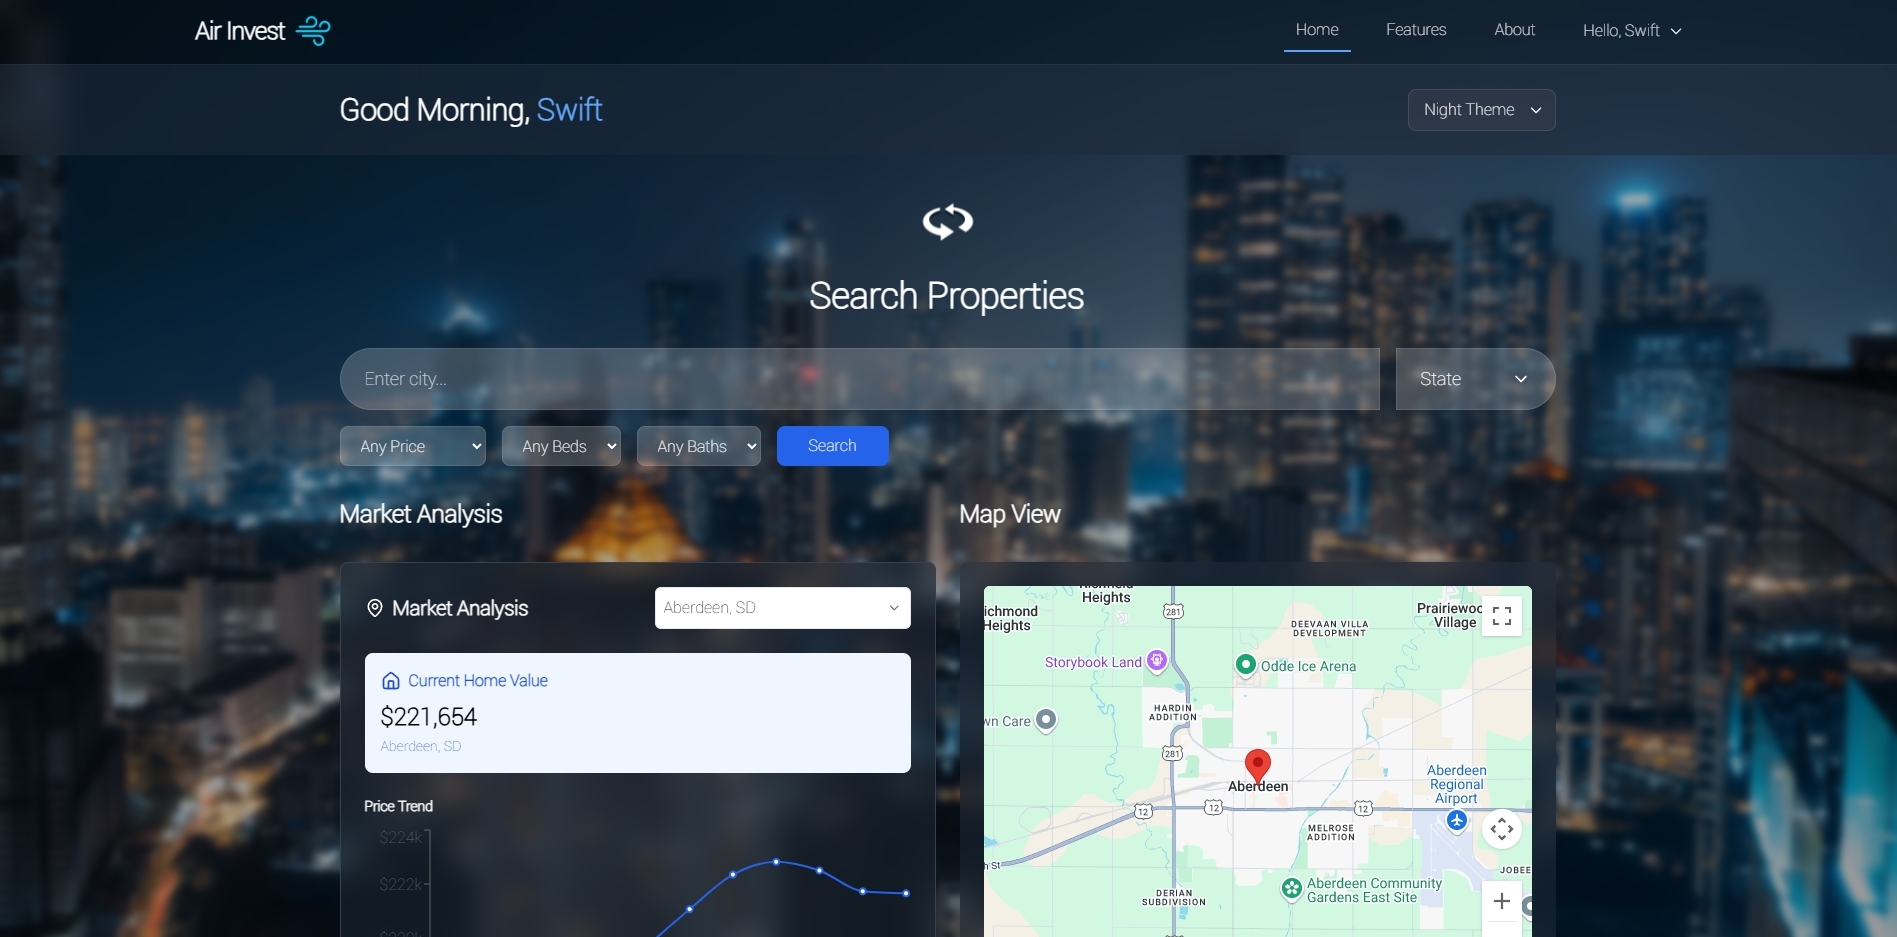 Air Invest
Home
Features
About
Hello, Swift
Good Morning, Swift
Night Theme
Search Properties
Enter city...
State
Any Price
Any Beds
Any Baths
Search
Market Analysis
Map View
Market Analysis
Aberdeen, SD
Current Home Value
$221,654
Aberdeen, SD
Price Trend
$224k
$222k
Heights
ichmond
Heights
Prairiewoo
Village
281
DEEVAAN VILLA
DEVELOPMENT
Storybook Land
Odde Ice Arena
HARDIN
ADDITION
wn Care
281
Aberdeen
Aberdeen
Regional
Airport
12
12
12
MELROSE
ADDITION
h St
JOBEE
Aberdeen Community
Gardens East Site
DERIAN
SUBDIVISION